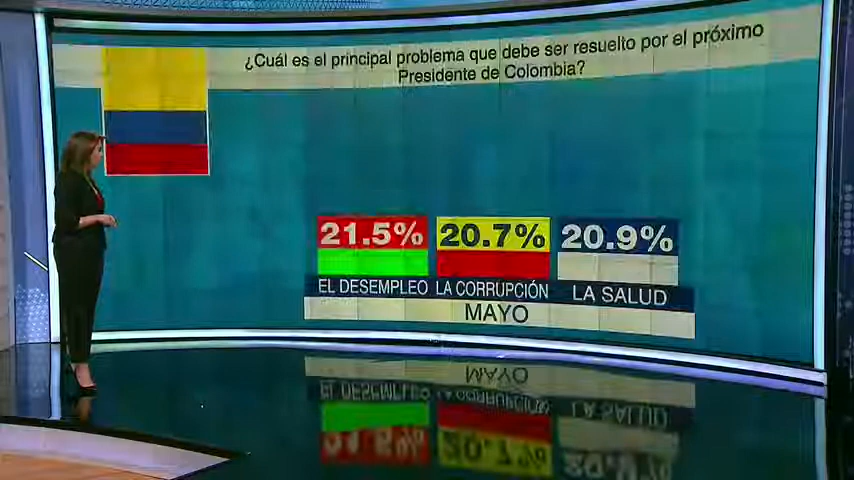 ¿Cuál es el principal problema que debe ser resuelto por el próximo
Presidente de Colombia?
21.5% 20.7% 20.9%
EL DESEMPLEO LA CORRUPCIÓN LA SALUD
MAYO